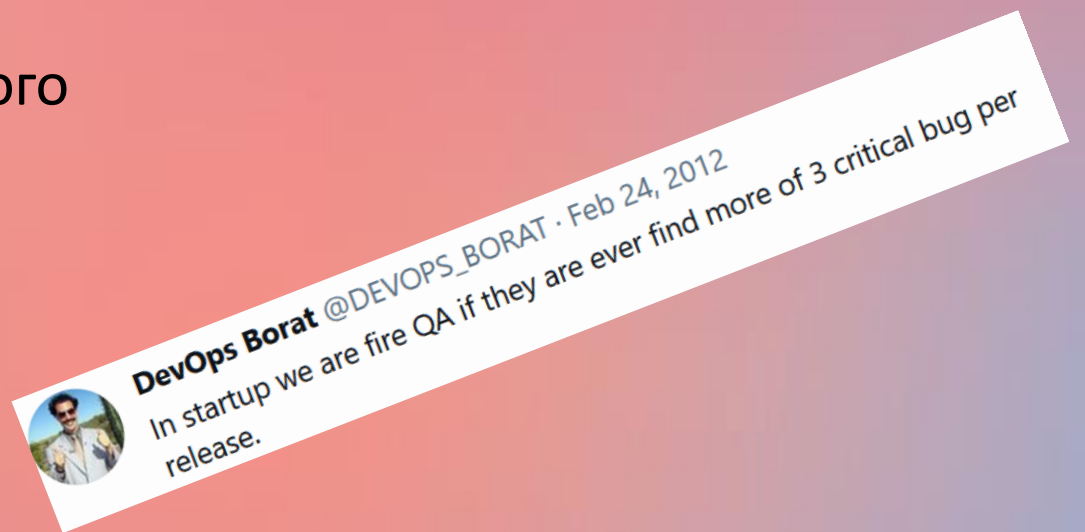 ого
DevOps Borat @DEVOPS_BORAT · Feb 24, 2012
In startup we are fire QA if they are ever find more of 3 critical bug per
release.